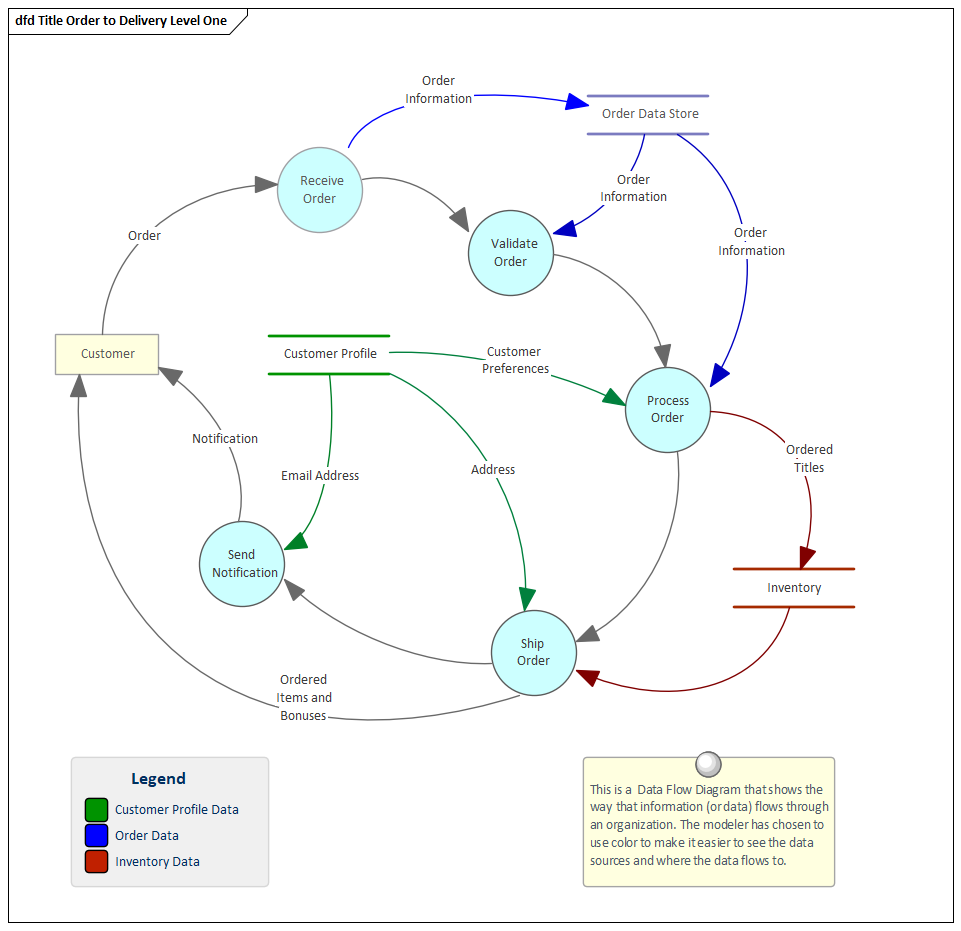 dfd Title Order to Delivery Level One
Order
Information
Order Data Store
Receive
Order
Order
Information
Order
Validate
Order
Order
Information
Customer
Customer Profile
Customer
Preferences
Process
Order
Notification
Email Address
Address
Ordered
Titles
Send
Notification
Inventory
Ship
Order
Ordered
Items and
Bonuses
Legend
Customer Profile Data
Order Data
Inventory Data
This is a Data Flow Diagram that shows the
way that information (or data) flows through
an organization. The modeler has chosen to
use color to make it easier to see the data
sources and where the data flows to.